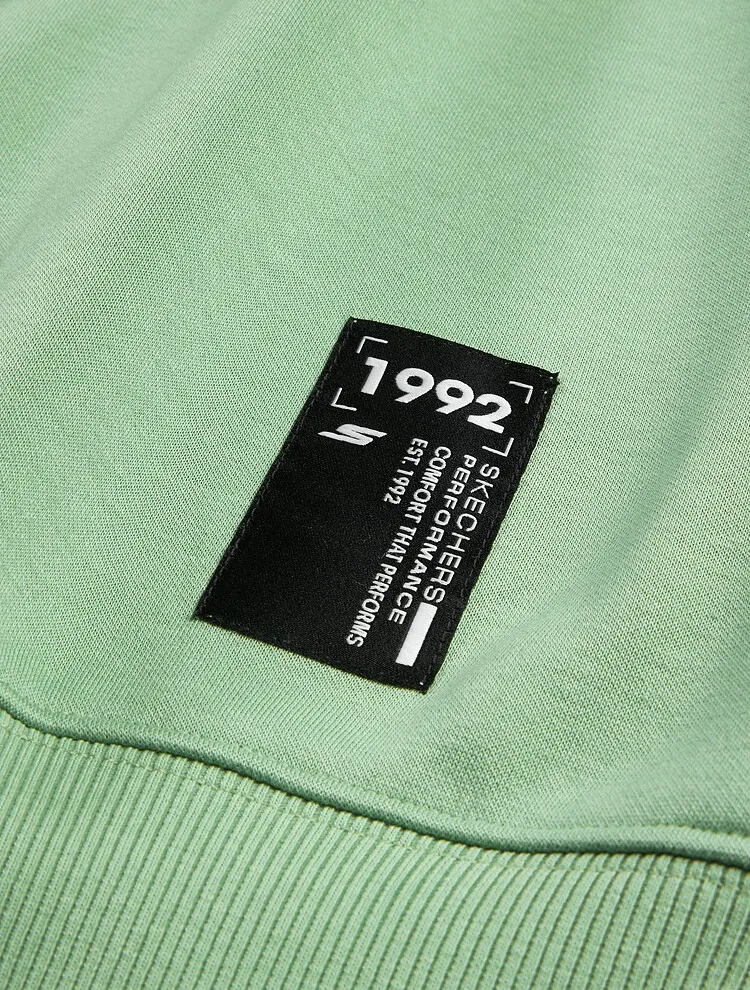 1992
SKECHERS
PERFORMANCE
COMFORT THAT PERFORMS
EST. 1992